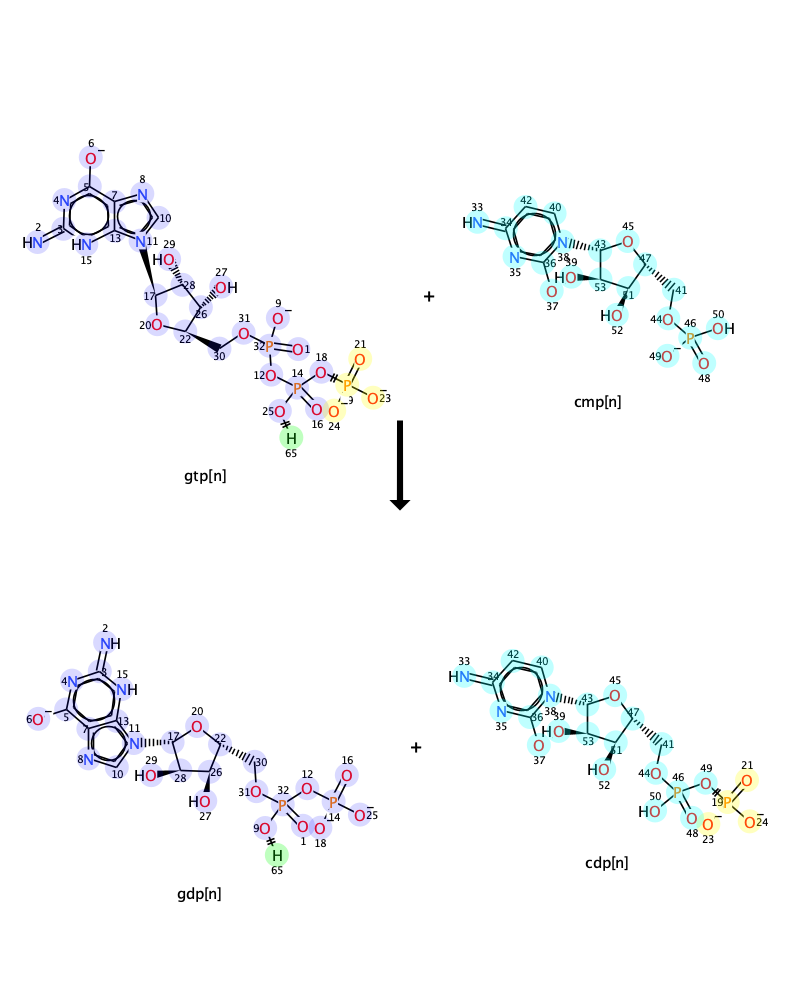 6
O−
5
4 N
7
8
N
2
HN
3
10
HN
15
13
N 11
29
HO
28
27
OH
17
26
20 O
22
30
31
O
9
O−
P
32
O 1
12 O
14
P
18
O
21
O
P
9
O− 23
O−
24
25 O
O
16
H
65
gtp[n]
+
33
HN
34
42
40
N
35
N
38
36
O
37
39
HO
43
45
O
47
53
51
HO
52
41
44 O
46
P
50
OH
49 O−
O
48
cmp[n]
2
NH
3
4 N
15
NH
6 O−
5
7
13
11
N
8 N
10
17
20
O
22
29
HO
28
26
HO
27
30
31 O
32
P
12
O
16
O
P
14
O−
25
9 O
O
1
O
18
H
65
gdp[n]
+
33
HN
34
42
40
N
35
N
38
36
O
37
39
HO
43
45
O
47
53
51
HO
52
41
44 O
46
P
49
O
21
O
19 P
50
HO
O
48
O−
23
O−
24
cdp[n]